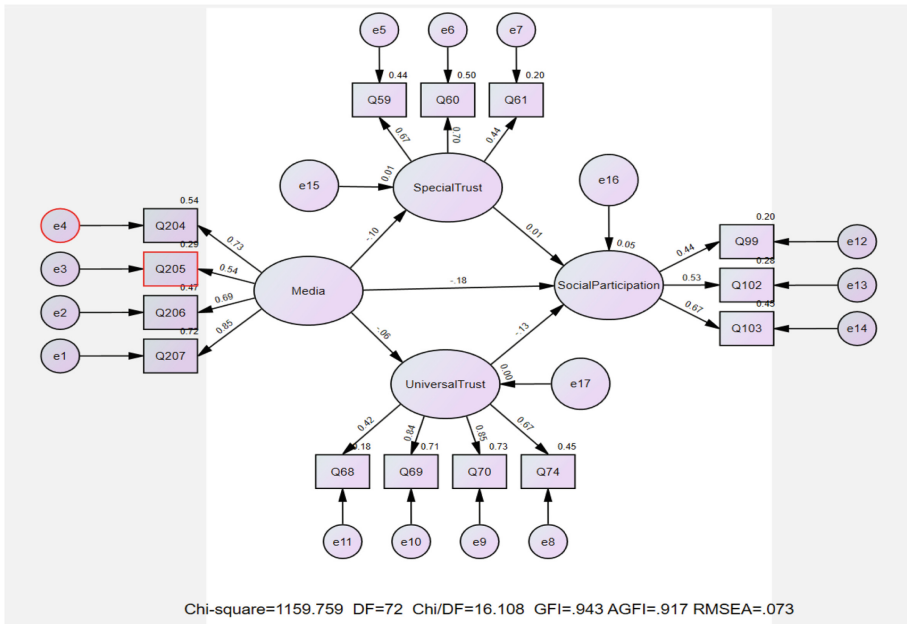 e5 e6 e7
0.44 0.50 0.20
Q59 Q60 Q61
0.67 0.70 0.44
e15 0.01 SpecialTrust e16
0.54
e4 Q204 0.73 -.10 0.01 0.05 0.20
Q99 e12
0.29 0.44
e3 Q205 0.54 0.28
Media -.18 SocialParticipation 0.53 Q102 e13
0.47
e2 Q206 0.69 0.67 0.45
Q103 e14
0.72
e1 Q207 0.85 -.06 -.13
0.00
UniversalTrust e17
0.42 0.84 0.85 0.67
0.18 0.71 0.73 0.45
Q68 Q69 Q70 Q74
e11 e10 e9 e8
Chi-square=1159.759 DF=72 Chi/DF=16.108 GFI=.943 AGFI=.917 RMSEA=.073